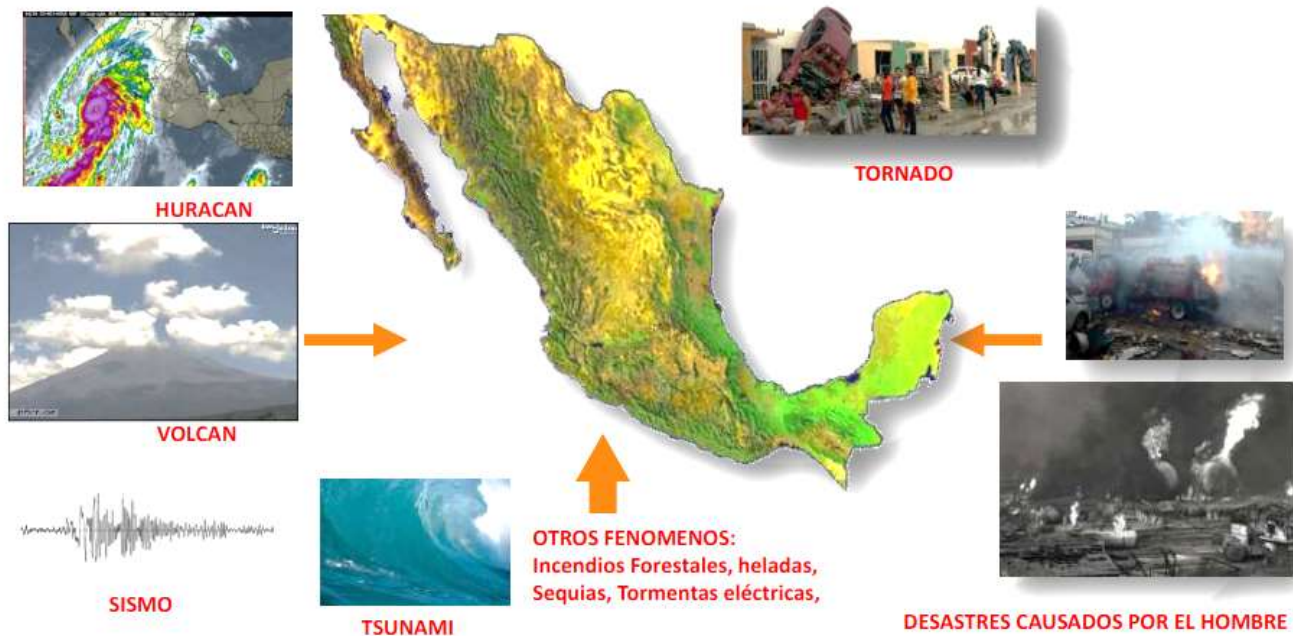 HURACAN
TORNADO
VOLCAN
SISMO
TSUNAMI
OTROS FENOMENOS:
Incendios Forestales, heladas,
Sequias, Tormentas eléctricas,
DESASTRES CAUSADOS POR EL HOMBRE